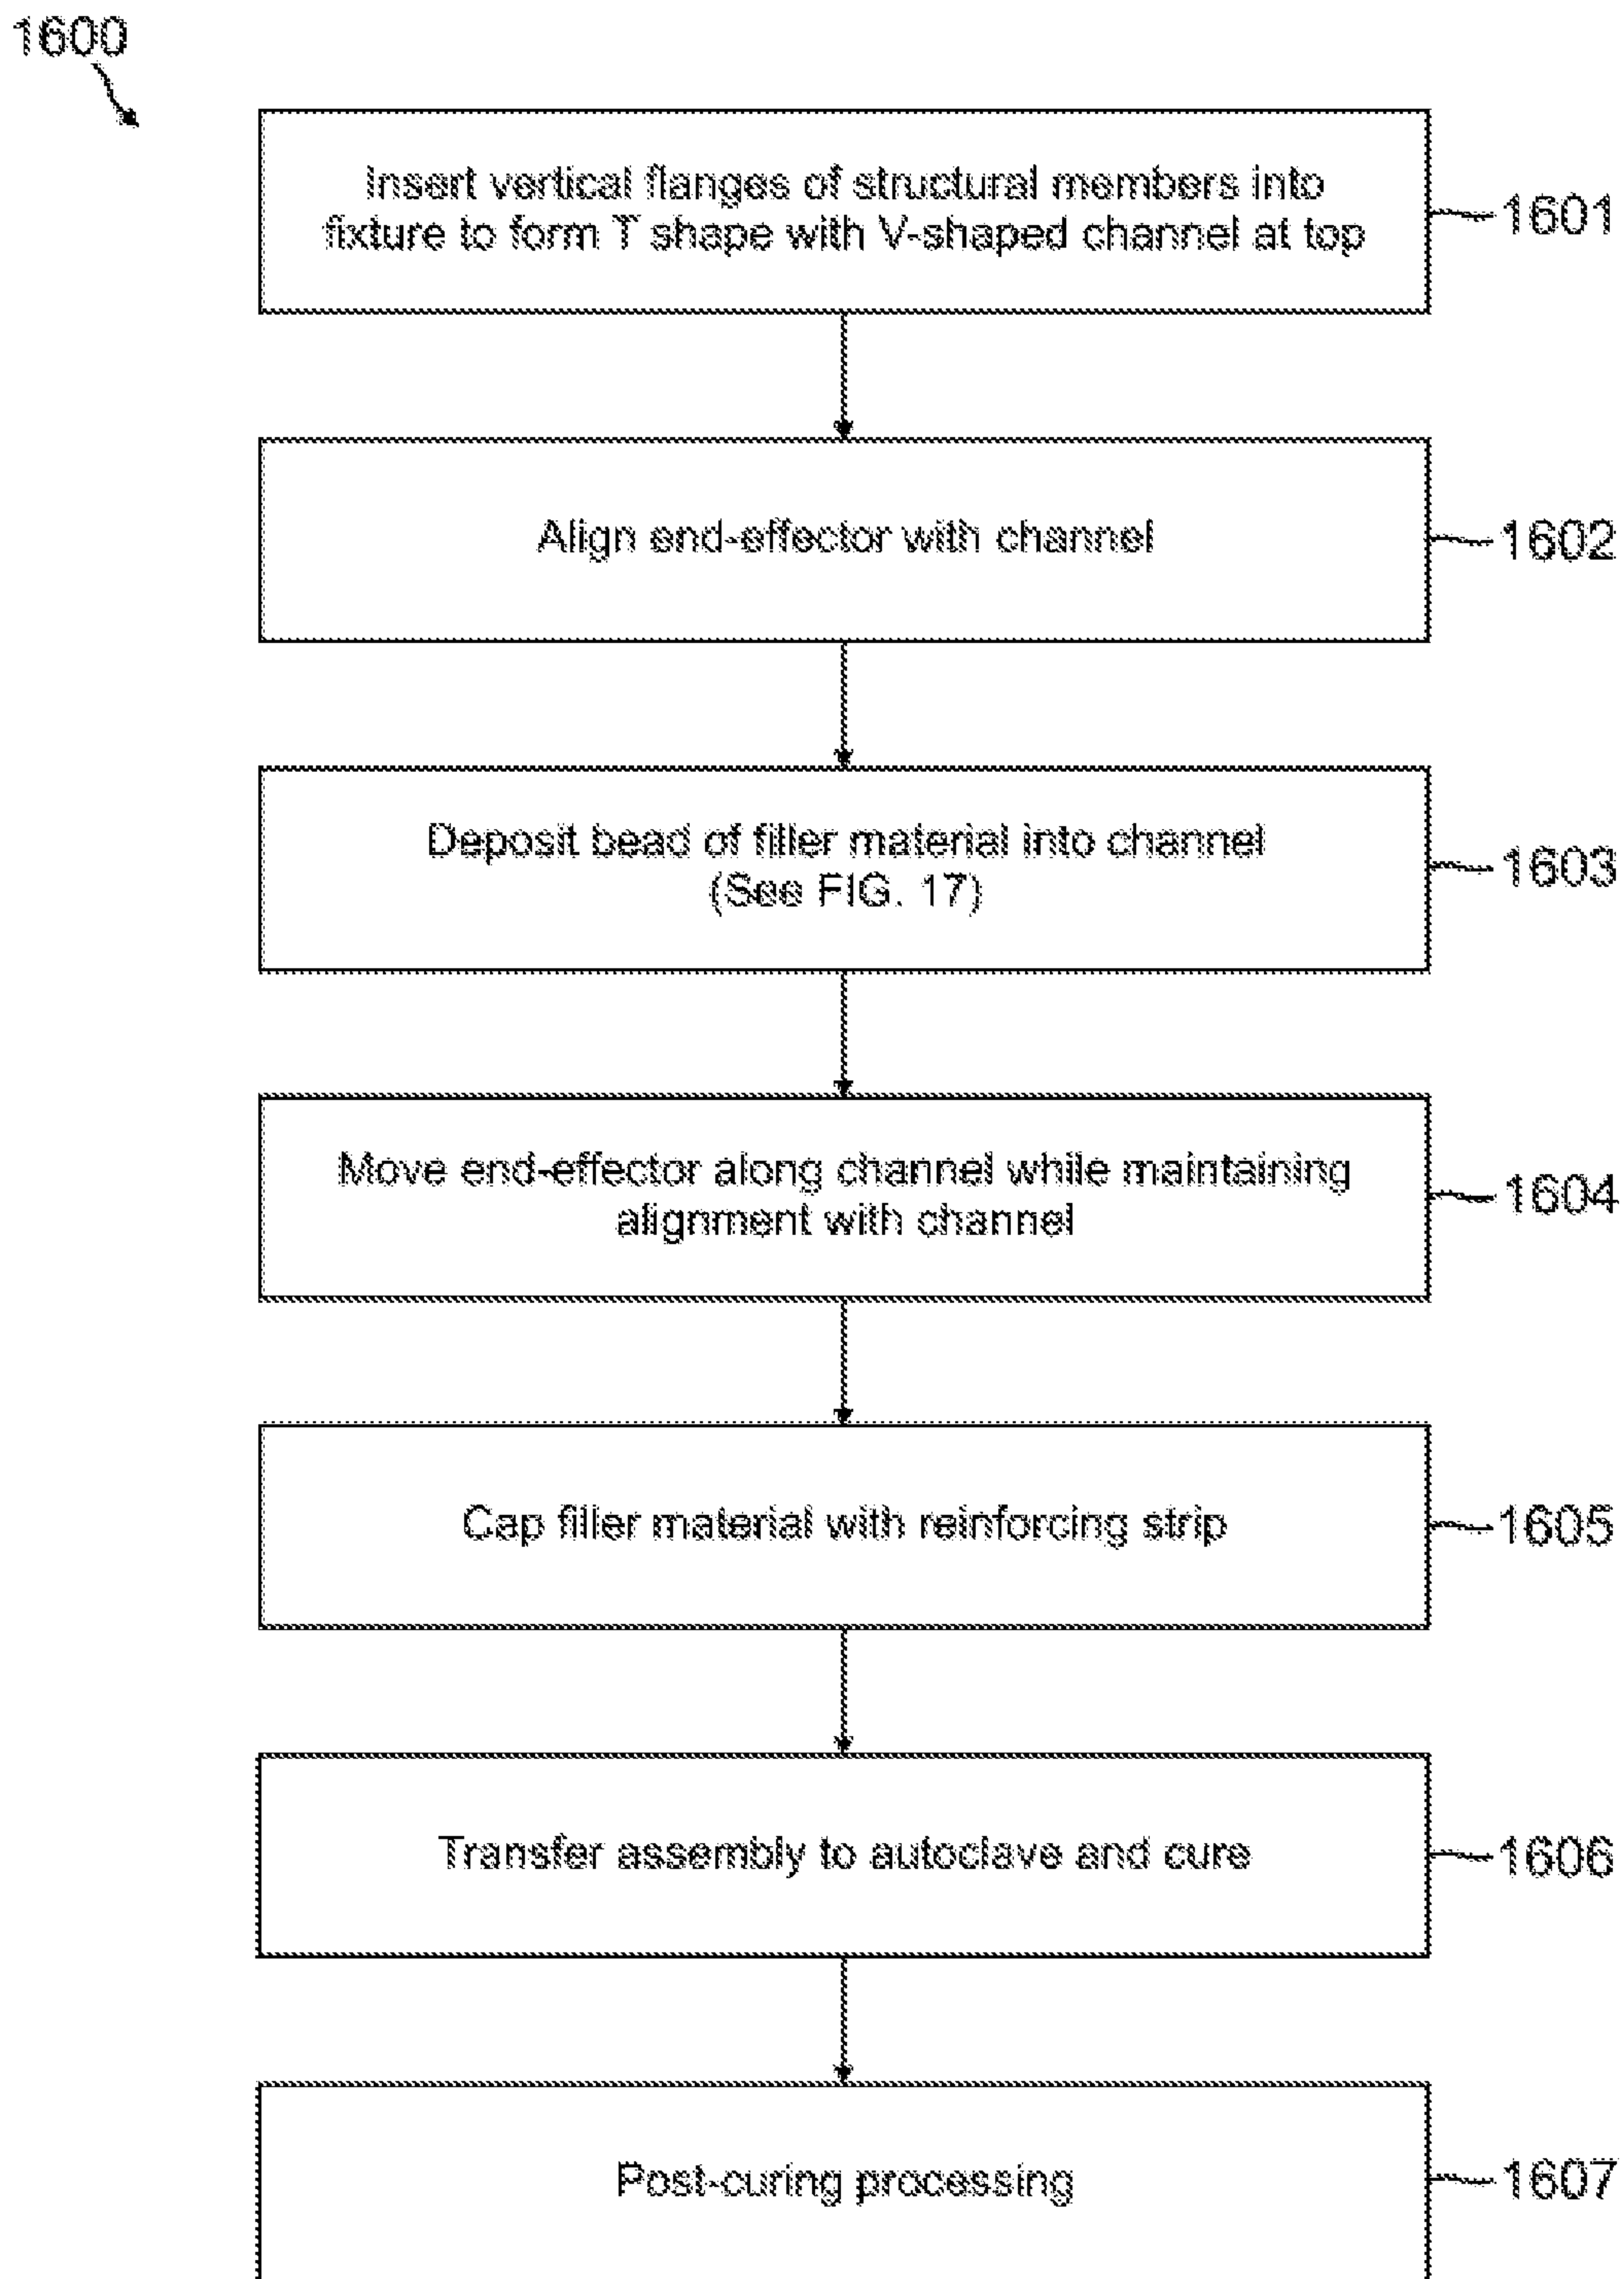 1600
Insert vertical flanges of structural members into
fixture to form T shape with V-shaped channel at top
1601
Align end-effector with channel
1602
Deposit bead of filler material into channel
(See FIG. 17)
1603
Move end-effector along channel while maintaining
alignment with channel
1604
Cap filler material with reinforcing strip
1605
Transfer assembly to autoclave and cure
1606
Post-curing processing
1607